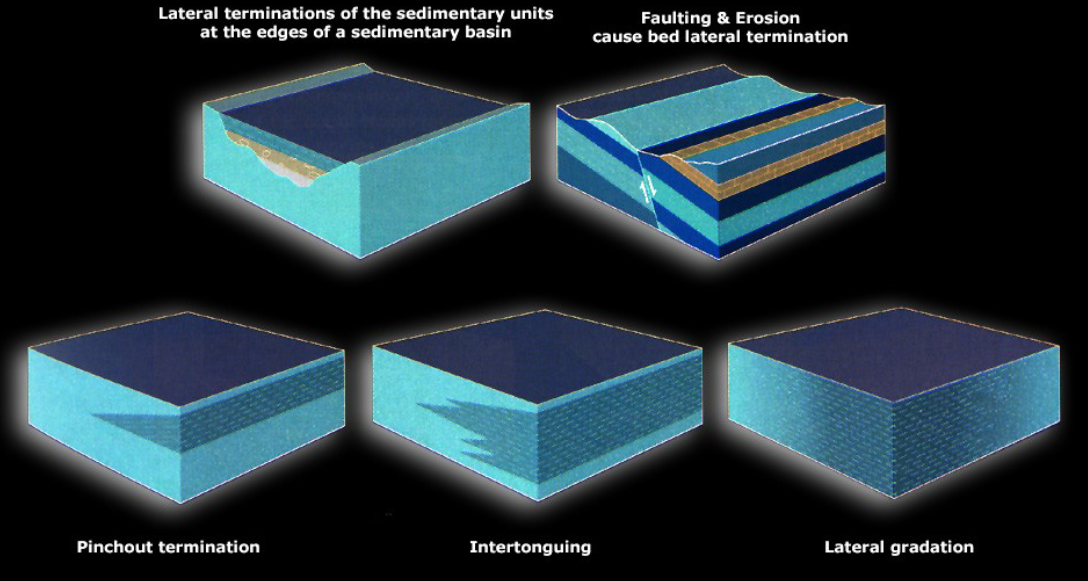 Lateral terminations of the sedimentary units
at the edges of a sedimentary basin
Faulting & Erosion
cause bed lateral termination
Pinchout termination
Intertonguing
Lateral gradation